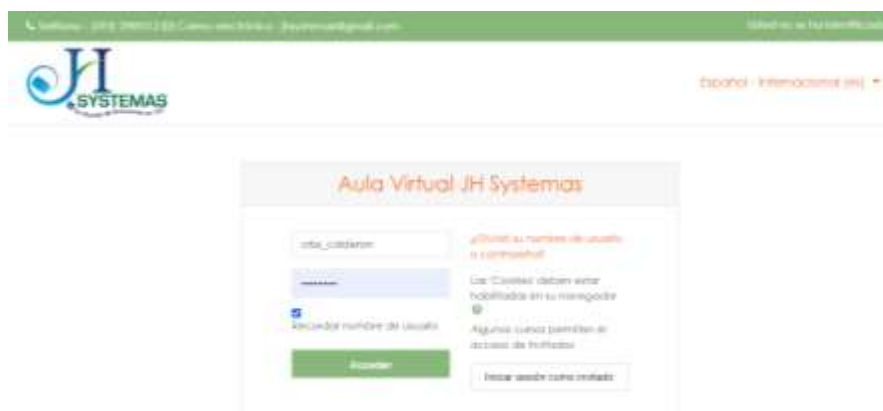 JH
SYSTEMAS
Español - Internacional (es)
Aula Virtual JH Systemas
¿Olvidó su nombre de usuario
o contraseña?
Las 'Cookies' deben estar
habilitadas en su navegador
Recordar nombre de usuario
Algunos cursos permiten el
acceso de invitados
Acceder
Iniciar sesión como invitado